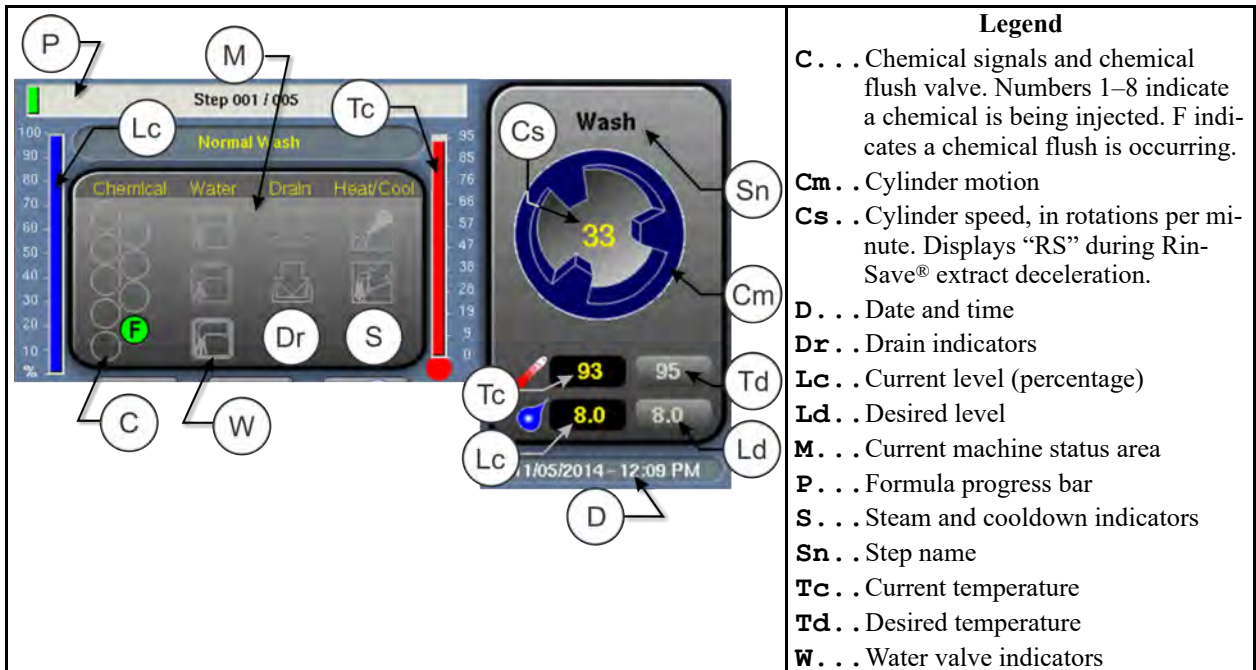 P
M
Step 001 / 005
Lc
Tc
Normal Wash
100
90
80
70
60
50
40
30
20
10
%
95
85
76
66
57
47
38
28
19
9
0
Chemical Water Drain Heat/Cool
F
Dr
S
C
W
Cs
Wash
Sn
33
Cm
Tc
93
95
Td
Lc
8.0
8.0
Ld
1/05/2014 - 12:09 PM
D
Legend
C...Chemical signals and chemical
flush valve. Numbers 1–8 indicate
a chemical is being injected. F indi-
cates a chemical flush is occurring.
Cm..Cylinder motion
Cs..Cylinder speed, in rotations per mi-
nute. Displays “RS” during Rin-
Save® extract deceleration.
D...Date and time
Dr..Drain indicators
Lc..Current level (percentage)
Ld..Desired level
M...Current machine status area
P...Formula progress bar
S...Steam and cooldown indicators
Sn..Step name
Tc..Current temperature
Td..Desired temperature
W...Water valve indicators